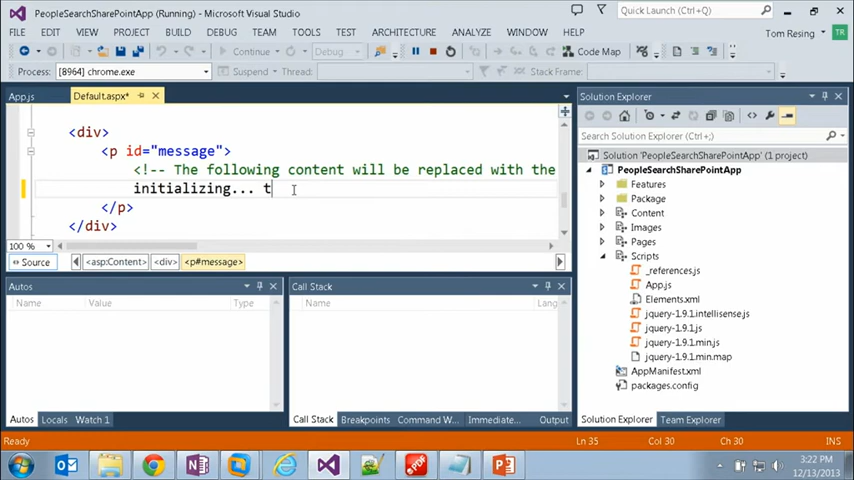 PeopleSearchSharePointApp (Running) - Microsoft Visual Studio
Quick Launch (Ctrl+Q)
FILE EDIT VIEW PROJECT BUILD DEBUG TEAM TOOLS TEST ARCHITECTURE ANALYZE WINDOW
Tom Resing TR
HELP
Continue Debug Code Map
Process: [8964] chrome.exe Suspend Thread: Stack Frame:
App.js Default.aspx*
<div>
<p id="message">
<!-- The following content will be replaced with the
initializing... t
</p>
</div>
100 %
Source <asp:Content> <div> <p#message>
Autos
Name Value Type
Autos Locals Watch 1
Call Stack
Name Lang
Call Stack Breakpoints Command W... Immediate... Output
Solution Explorer
Search Solution Explorer (Ctrl+;)
Solution 'PeopleSearchSharePointApp' (1 project)
PeopleSearchSharePointApp
Features
Package
Content
Images
Pages
Scripts
_references.js
App.js
Elements.xml
jquery-1.9.1.intellisense.js
jquery-1.9.1.js
jquery-1.9.1.min.js
jquery-1.9.1.min.map
AppManifest.xml
packages.config
Solution Explorer Team Explorer
Ready Ln 35 Col 30 Ch 30 INS
3:22 PM
12/13/2013